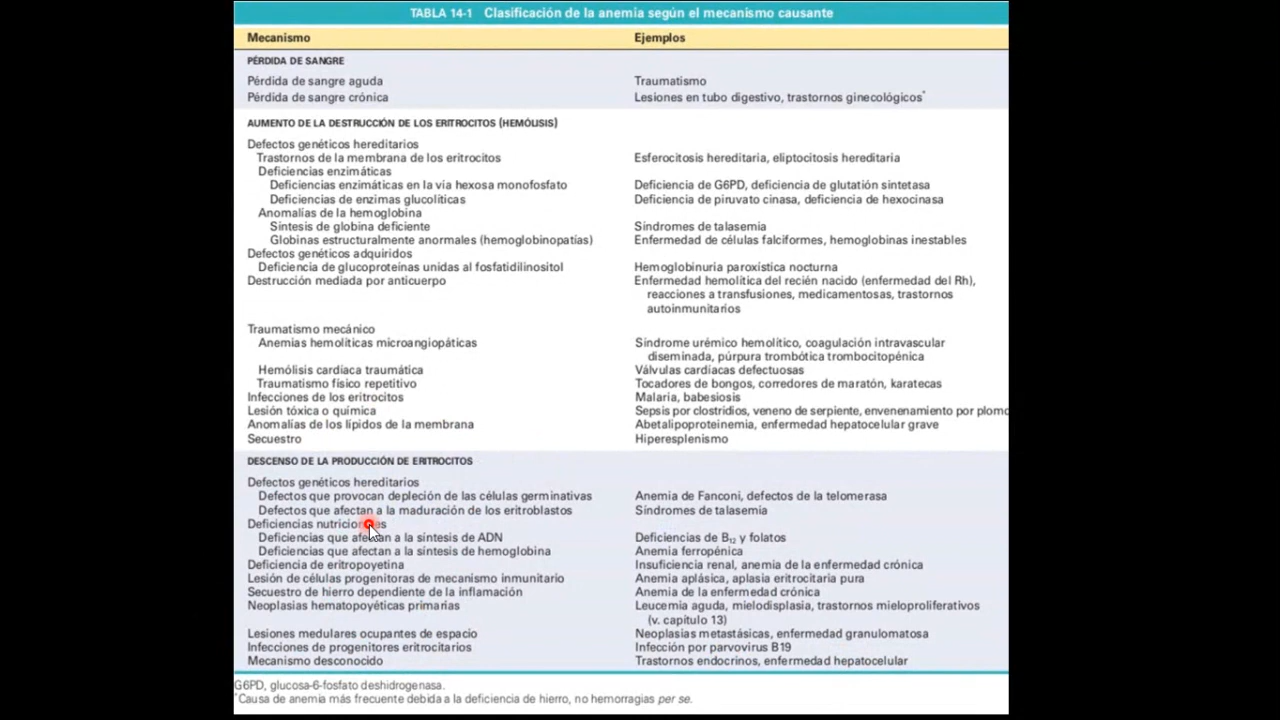 TABLA 14-1 Clasificación de la anemia según el mecanismo causante
Mecanismo Ejemplos
PÉRDIDA DE SANGRE
Pérdida de sangre aguda Traumatismo
Pérdida de sangre crónica Lesiones en tubo digestivo, trastornos ginecológicos*
AUMENTO DE LA DESTRUCCIÓN DE LOS ERITROCITOS (HEMÓLISIS)
Defectos genéticos hereditarios
Trastornos de la membrana de los eritrocitos Esferocitosis hereditaria, eliptocitosis hereditaria
Deficiencias enzimáticas
Deficiencias enzimáticas en la vía hexosa monofosfato Deficiencia de G6PD, deficiencia de glutatión sintetasa
Deficiencias de enzimas glucolíticas Deficiencia de piruvato cinasa, deficiencia de hexocinasa
Anomalías de la hemoglobina
Síntesis de globina deficiente Síndromes de talasemia
Globinas estructuralmente anormales (hemoglobinopatías) Enfermedad de células falciformes, hemoglobinas inestables
Defectos genéticos adquiridos
Deficiencia de glucoproteínas unidas al fosfatidilinositol Hemoglobinuria paroxística nocturna
Destrucción mediada por anticuerpo Enfermedad hemolítica del recién nacido (enfermedad del Rh),
reacciones a transfusiones, medicamentosas, trastornos
autoinmunitarios
Traumatismo mecánico
Anemias hemolíticas microangiopáticas Síndrome urémico hemolítico, coagulación intravascular
diseminada, púrpura trombótica trombocitopénica
Hemólisis cardíaca traumática Válvulas cardíacas defectuosas
Traumatismo físico repetitivo Tocadores de bongos, corredores de maratón, karatecas
Infecciones de los eritrocitos Malaria, babesiosis
Lesión tóxica o química Sepsis por clostridios, veneno de serpiente, envenenamiento por plomo
Anomalías de los lípidos de la membrana Abetalipoproteinemia, enfermedad hepatocelular grave
Secuestro Hiperesplenismo
DESCENSO DE LA PRODUCCIÓN DE ERITROCITOS
Defectos genéticos hereditarios
Defectos que provocan depleción de las células germinativas Anemia de Fanconi, defectos de la telomerasa
Defectos que afectan a la maduración de los eritroblastos Síndromes de talasemia
Deficiencias nutricionales
Deficiencias que afectan a la síntesis de ADN Deficiencias de B12 y folatos
Deficiencias que afectan a la síntesis de hemoglobina Anemia ferropénica
Deficiencia de eritropoyetina Insuficiencia renal, anemia de la enfermedad crónica
Lesión de células progenitoras de mecanismo inmunitario Anemia aplásica, aplasia eritrocitaria pura
Secuestro de hierro dependiente de la inflamación Anemia de la enfermedad crónica
Neoplasias hematopoyéticas primarias Leucemia aguda, mielodisplasia, trastornos mieloproliferativos
(v. capítulo 13)
Lesiones medulares ocupantes de espacio Neoplasias metastásicas, enfermedad granulomatosa
Infecciones de progenitores eritrocitarios Infección por parvovirus B19
Mecanismo desconocido Trastornos endocrinos, enfermedad hepatocelular
G6PD, glucosa-6-fosfato deshidrogenasa.
*Causa de anemia más frecuente debida a la deficiencia de hierro, no hemorragias per se.